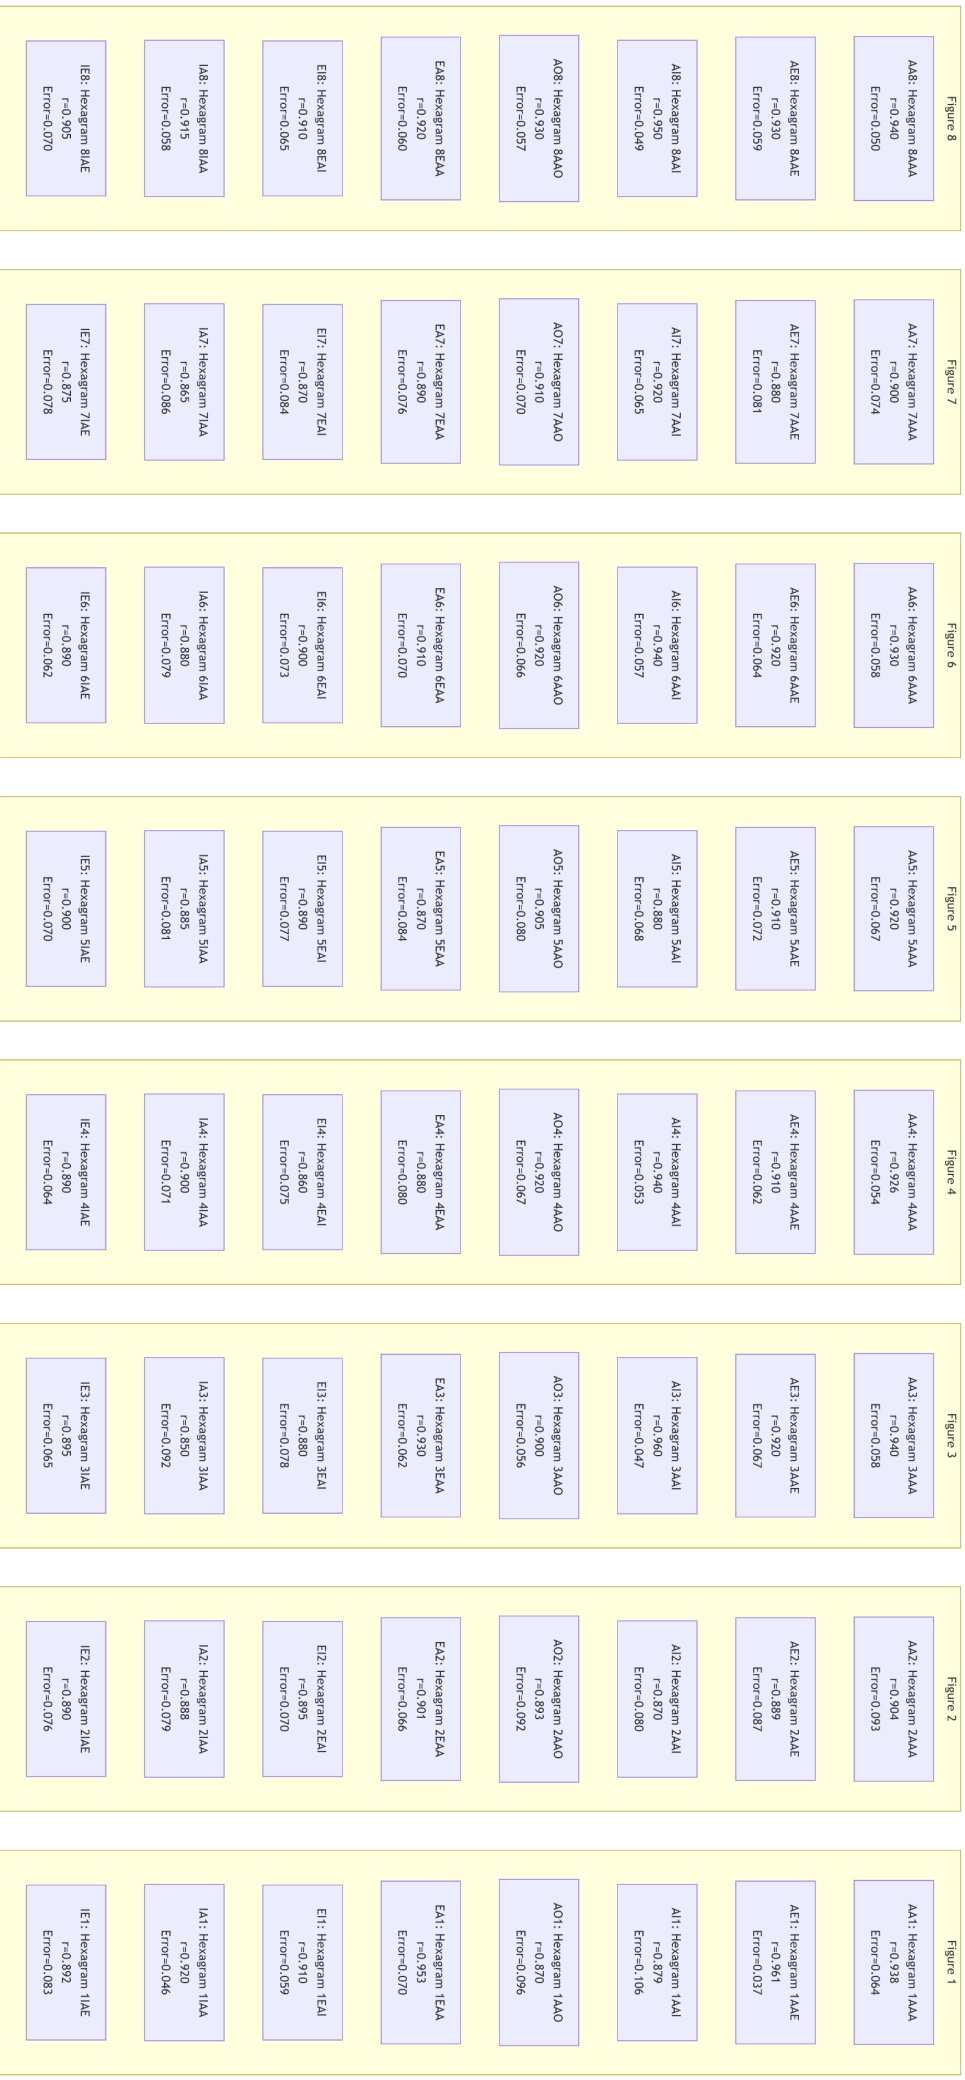 Figure 8
AA8: Hexagram 8AAA
r=0.940
Error=0.050
AE8: Hexagram 8AAE
r=0.930
Error=0.059
AI8: Hexagram 8AAI
r=0.950
Error=0.049
AO8: Hexagram 8AAO
r=0.930
Error=0.057
EA8: Hexagram 8EAA
r=0.920
Error=0.060
EI8: Hexagram 8EAI
r=0.910
Error=0.065
IA8: Hexagram 8IAA
r=0.915
Error=0.058
IE8: Hexagram 8IAE
r=0.905
Error=0.070
Figure 7
AA7: Hexagram 7AAA
r=0.900
Error=0.074
AE7: Hexagram 7AAE
r=0.880
Error=0.081
AI7: Hexagram 7AAI
r=0.920
Error=0.065
AO7: Hexagram 7AAO
r=0.910
Error=0.070
EA7: Hexagram 7EAA
r=0.890
Error=0.076
EI7: Hexagram 7EAI
r=0.870
Error=0.084
IA7: Hexagram 7IAA
r=0.865
Error=0.086
IE7: Hexagram 7IAE
r=0.875
Error=0.078
Figure 6
AA6: Hexagram 6AAA
r=0.930
Error=0.058
AE6: Hexagram 6AAE
r=0.920
Error=0.064
AI6: Hexagram 6AAI
r=0.940
Error=0.057
AO6: Hexagram 6AAO
r=0.920
Error=0.066
EA6: Hexagram 6EAA
r=0.910
Error=0.070
EI6: Hexagram 6EAI
r=0.900
Error=0.073
IA6: Hexagram 6IAA
r=0.880
Error=0.079
IE6: Hexagram 6IAE
r=0.890
Error=0.062
Figure 5
AA5: Hexagram 5AAA
r=0.920
Error=0.067
AE5: Hexagram 5AAE
r=0.910
Error=0.072
AI5: Hexagram 5AAI
r=0.880
Error=0.068
AO5: Hexagram 5AAO
r=0.905
Error=0.080
EA5: Hexagram 5EAA
r=0.870
Error=0.084
EI5: Hexagram 5EAI
r=0.890
Error=0.077
IA5: Hexagram 5IAA
r=0.885
Error=0.081
IE5: Hexagram 5IAE
r=0.900
Error=0.070
Figure 4
AA4: Hexagram 4AAA
r=0.926
Error=0.054
AE4: Hexagram 4AAE
r=0.910
Error=0.062
AI4: Hexagram 4AAI
r=0.940
Error=0.053
AO4: Hexagram 4AAO
r=0.920
Error=0.067
EA4: Hexagram 4EAA
r=0.880
Error=0.080
EI4: Hexagram 4EAI
r=0.860
Error=0.075
IA4: Hexagram 4IAA
r=0.900
Error=0.071
IE4: Hexagram 4IAE
r=0.890
Error=0.064
Figure 3
AA3: Hexagram 3AAA
r=0.940
Error=0.058
AE3: Hexagram 3AAE
r=0.920
Error=0.067
AI3: Hexagram 3AAI
r=0.960
Error=0.047
AO3: Hexagram 3AAO
r=0.900
Error=0.056
EA3: Hexagram 3EAA
r=0.930
Error=0.062
EI3: Hexagram 3EAI
r=0.880
Error=0.078
IA3: Hexagram 3IAA
r=0.850
Error=0.092
IE3: Hexagram 3IAE
r=0.895
Error=0.065
Figure 2
AA2: Hexagram 2AAA
r=0.904
Error=0.093
AE2: Hexagram 2AAE
r=0.889
Error=0.087
AI2: Hexagram 2AAI
r=0.870
Error=0.080
AO2: Hexagram 2AAO
r=0.893
Error=0.092
EA2: Hexagram 2EAA
r=0.901
Error=0.066
EI2: Hexagram 2EAI
r=0.895
Error=0.070
IA2: Hexagram 2IAA
r=0.888
Error=0.079
IE2: Hexagram 2IAE
r=0.890
Error=0.076
Figure 1
AA1: Hexagram 1AAA
r=0.938
Error=0.064
AE1: Hexagram 1AAE
r=0.961
Error=0.037
AI1: Hexagram 1AAI
r=0.879
Error=0.106
AO1: Hexagram 1AAO
r=0.870
Error=0.096
EA1: Hexagram 1EAA
r=0.953
Error=0.070
EI1: Hexagram 1EAI
r=0.910
Error=0.059
IA1: Hexagram 1IAA
r=0.920
Error=0.046
IE1: Hexagram 1IAE
r=0.892
Error=0.083